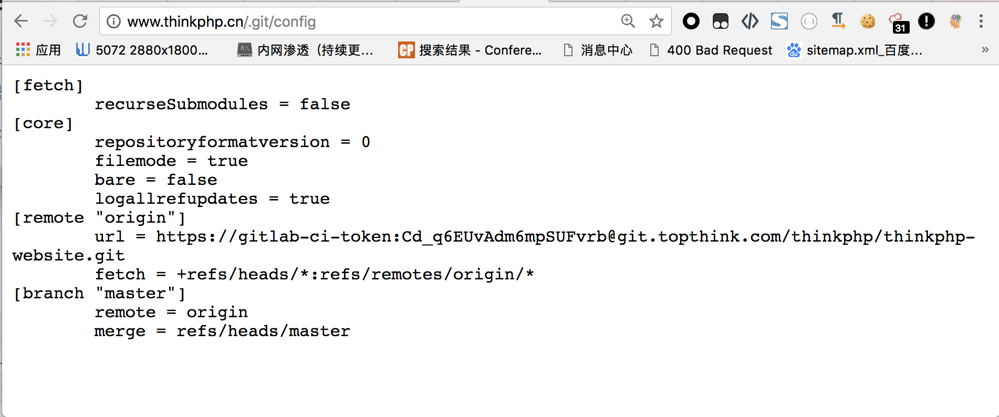 www.thinkphp.cn/.git/config
31
应用
5072 2880x1800...
R:\
内网渗透（持续更...
CP
搜索结果 - Confere...
消息中心
400 Bad Request
du
sitemap.xml_百度...
»
[fetch]
recurseSubmodules = false
[core]
repositoryformatversion = 0
filemode = true
bare = false
logallrefupdates = true
[remote "origin"]
url = https://gitlab-ci-token:Cd_q6EUvAdm6mpSUFvrb@git.topthink.com/thinkphp/thinkphp-
website.git
fetch = +refs/heads/*:refs/remotes/origin/*
[branch "master"]
remote = origin
merge = refs/heads/master